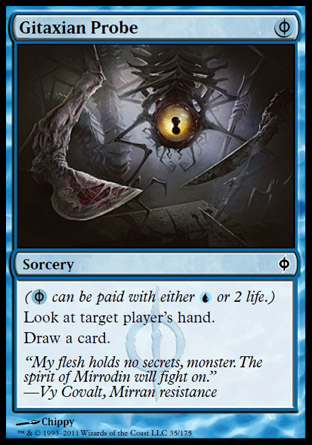 Gitaxian Probe
Sorcery
( can be paid with either or 2 life.)
Look at target player's hand.
Draw a card.
"My flesh holds no secrets, monster. The
spirit of Mirrodin will fight on."
—Vy Covalt, Mirran resistance
Chippy
™ & © 1993–2011 Wizards of the Coast LLC 35/175